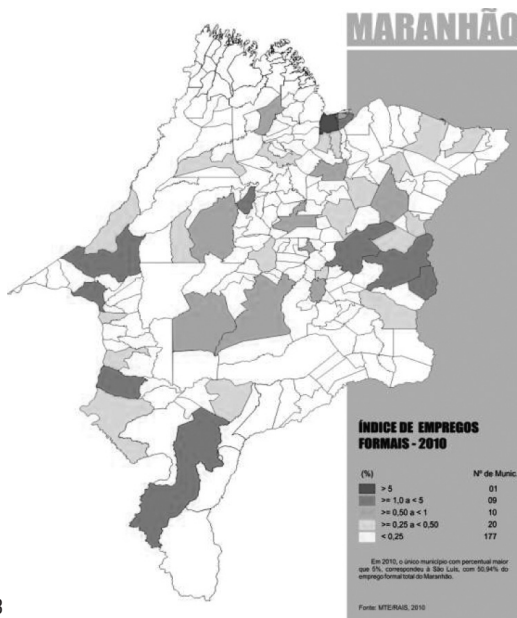 MARANHÃO
ÍNDICE DE EMPREGOS
FORMAIS - 2010
(%) Nº de Munic.
> 5 01
>= 1,0 a < 5 09
>= 0,50 a < 1 10
>= 0,25 a < 0,50 20
< 0,25 177
Em 2010, o único município com percentual maior
que 5%, correspondeu à São Luís, com 50,94% do
emprego formal total do Maranhão.
Fonte: MTE/RAIS, 2010
3